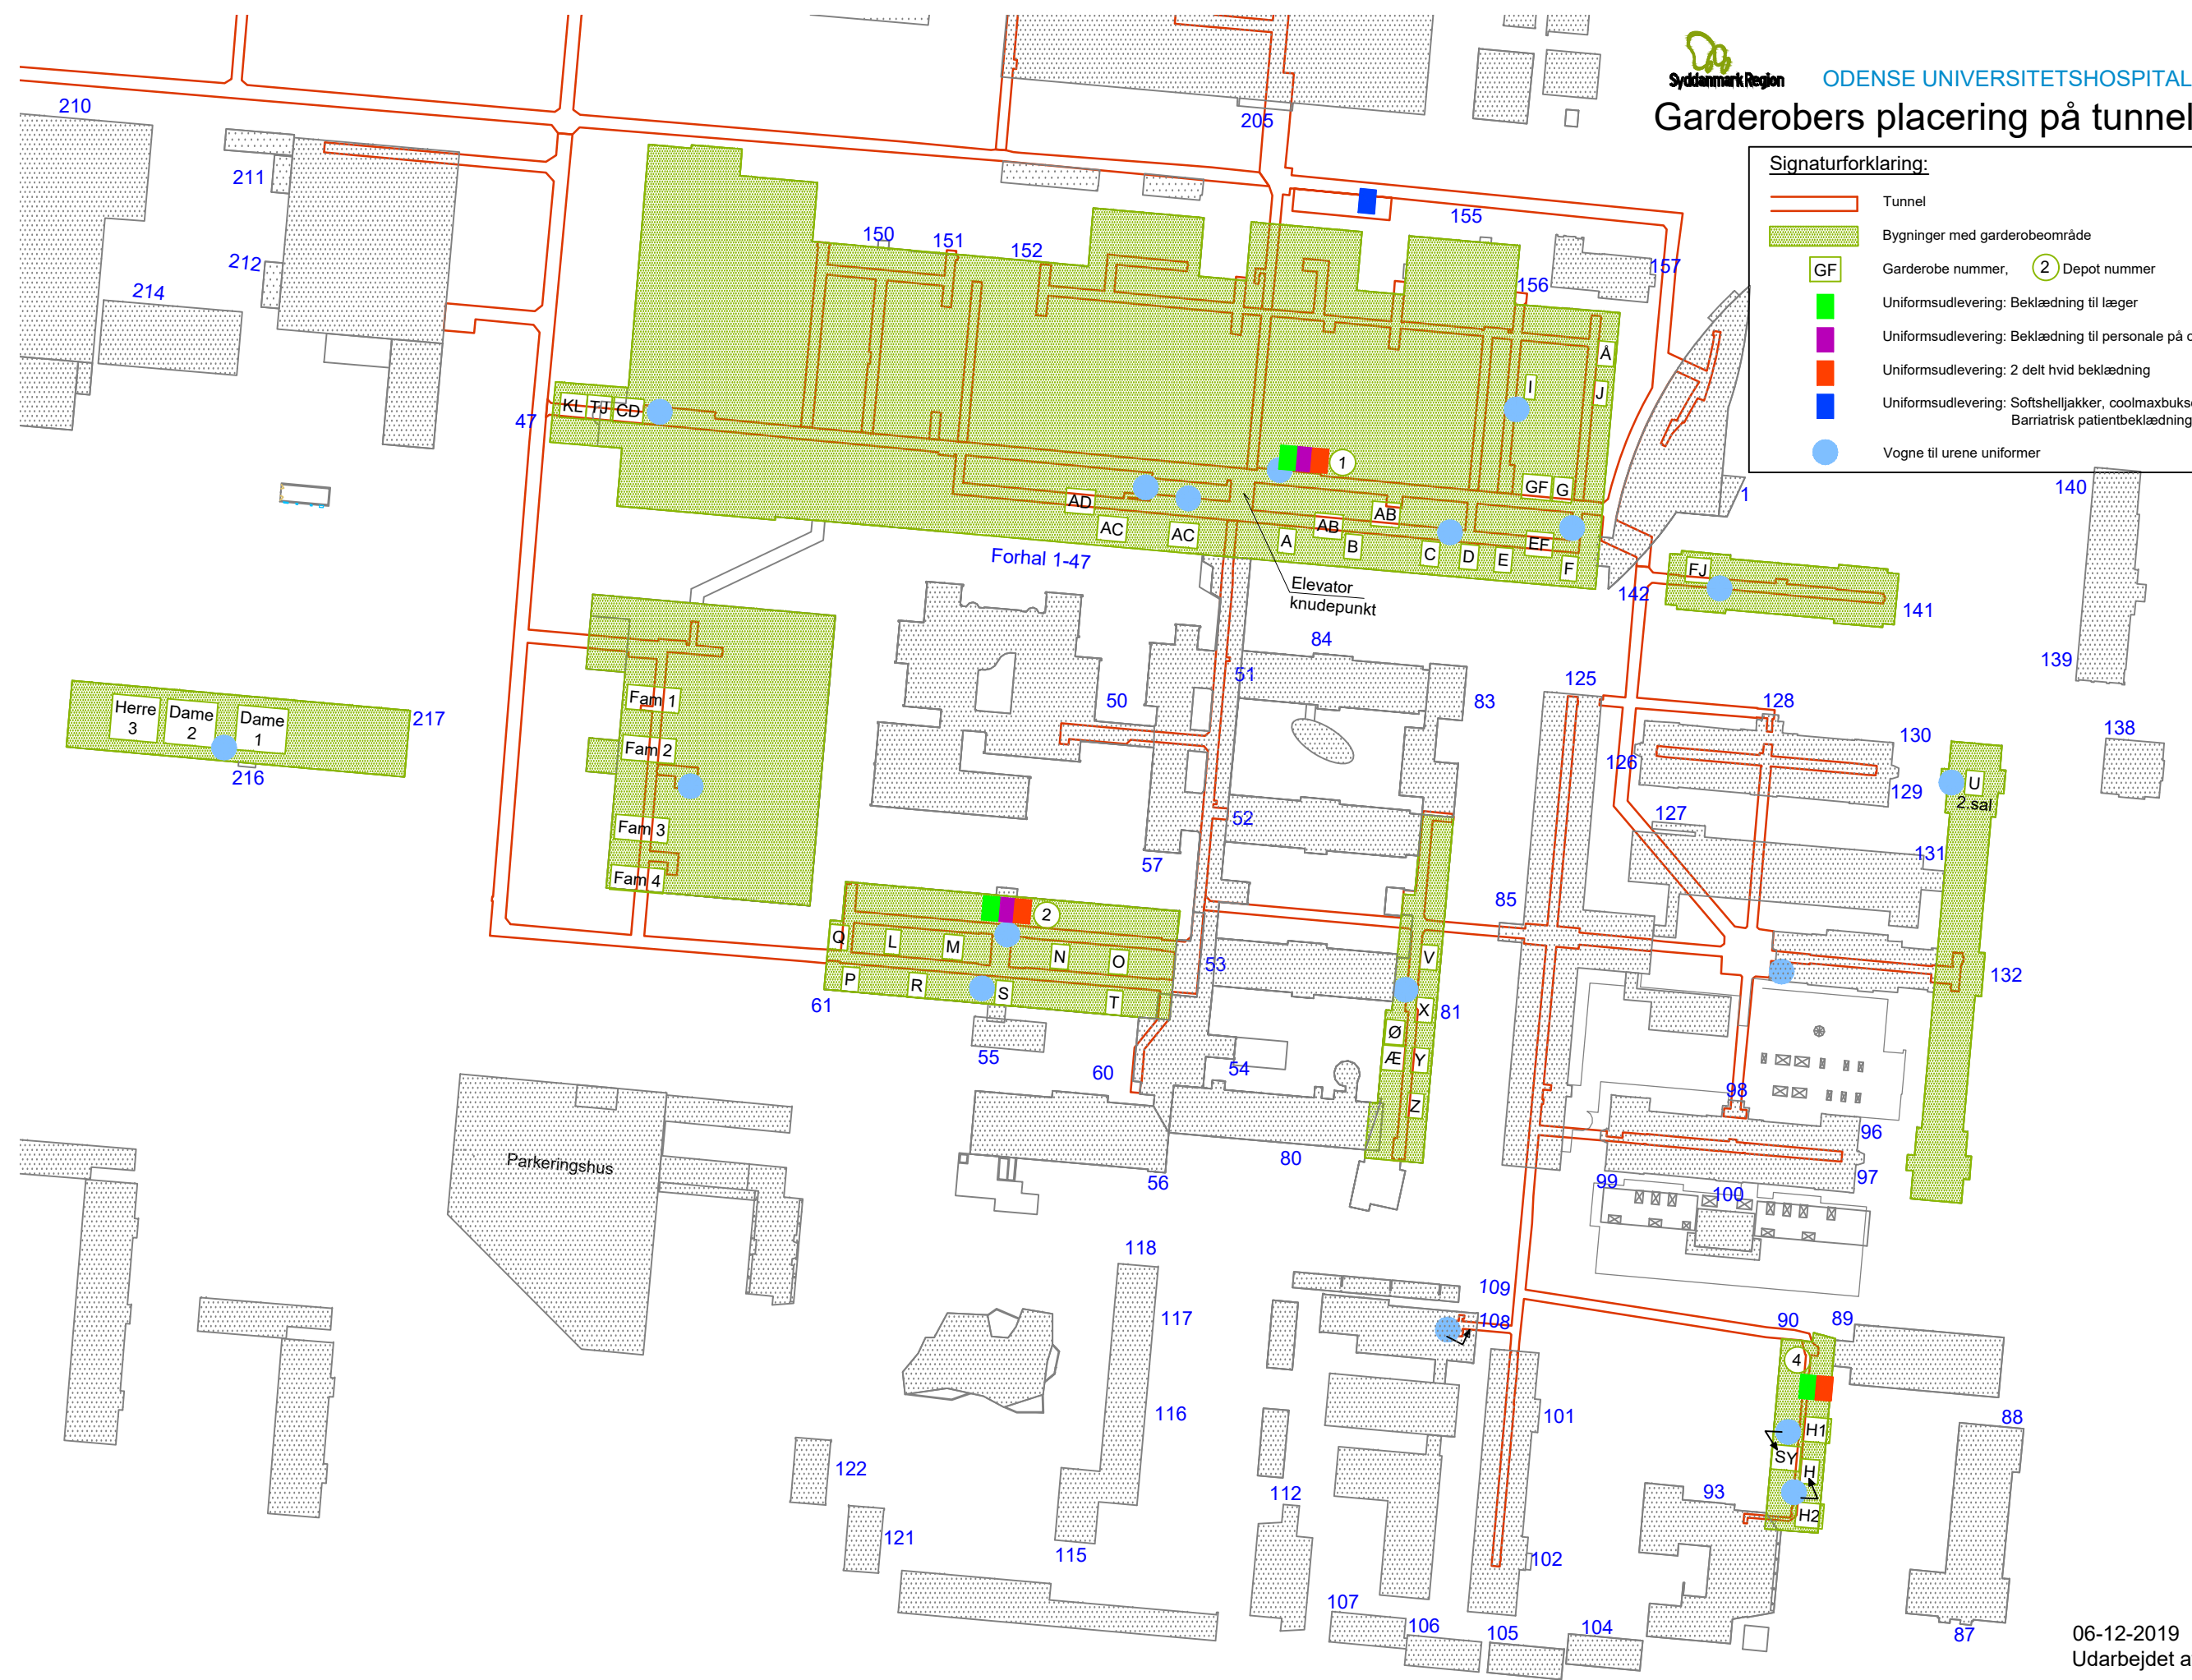 Syddanmark Region
ODENSE UNIVERSITETSHOSPITAL
Garderobers placering på tunnel
Signaturforklaring:
Tunnel
Bygninger med garderobeområde
GF Garderobe nummer, 2 Depot nummer
Uniformsudlevering: Beklædning til læger
Uniformsudlevering: Beklædning til personale på
Uniformsudlevering: 2 delt hvid beklædning
Uniformsudlevering: Softshelljakker,
Barriatrisk patientbeklædning
Vogne til urene uniformer
210
205
211
212
214
150
151
152
155
156
157
47
KL TJ CD
Å
I
J
1
GF G
AD
AC
AC
AB
AB
A
B
C
D
E
EF
F
Forhal 1-47
Elevator
knudepunkt
1
140
139
138
FJ
142
141
Herre
3
Dame
2
Dame
1
217
216
Fam 1
Fam 2
Fam 3
Fam 4
50
51
84
83
52
57
125
128
126
130
129
127
131
U
2.sal
85
132
2
Q
L
M
N
O
P
R
S
T
61
53
55
60
54
56
V
X
81
Ø
Æ
Y
Z
80
98
96
97
99
100
Parkeringshus
118
117
116
115
122
121
109
108
101
102
112
107
106
105
104
90
89
4
H1
SY
H
H2
93
88
87
06-12-2019
Udarbejdet